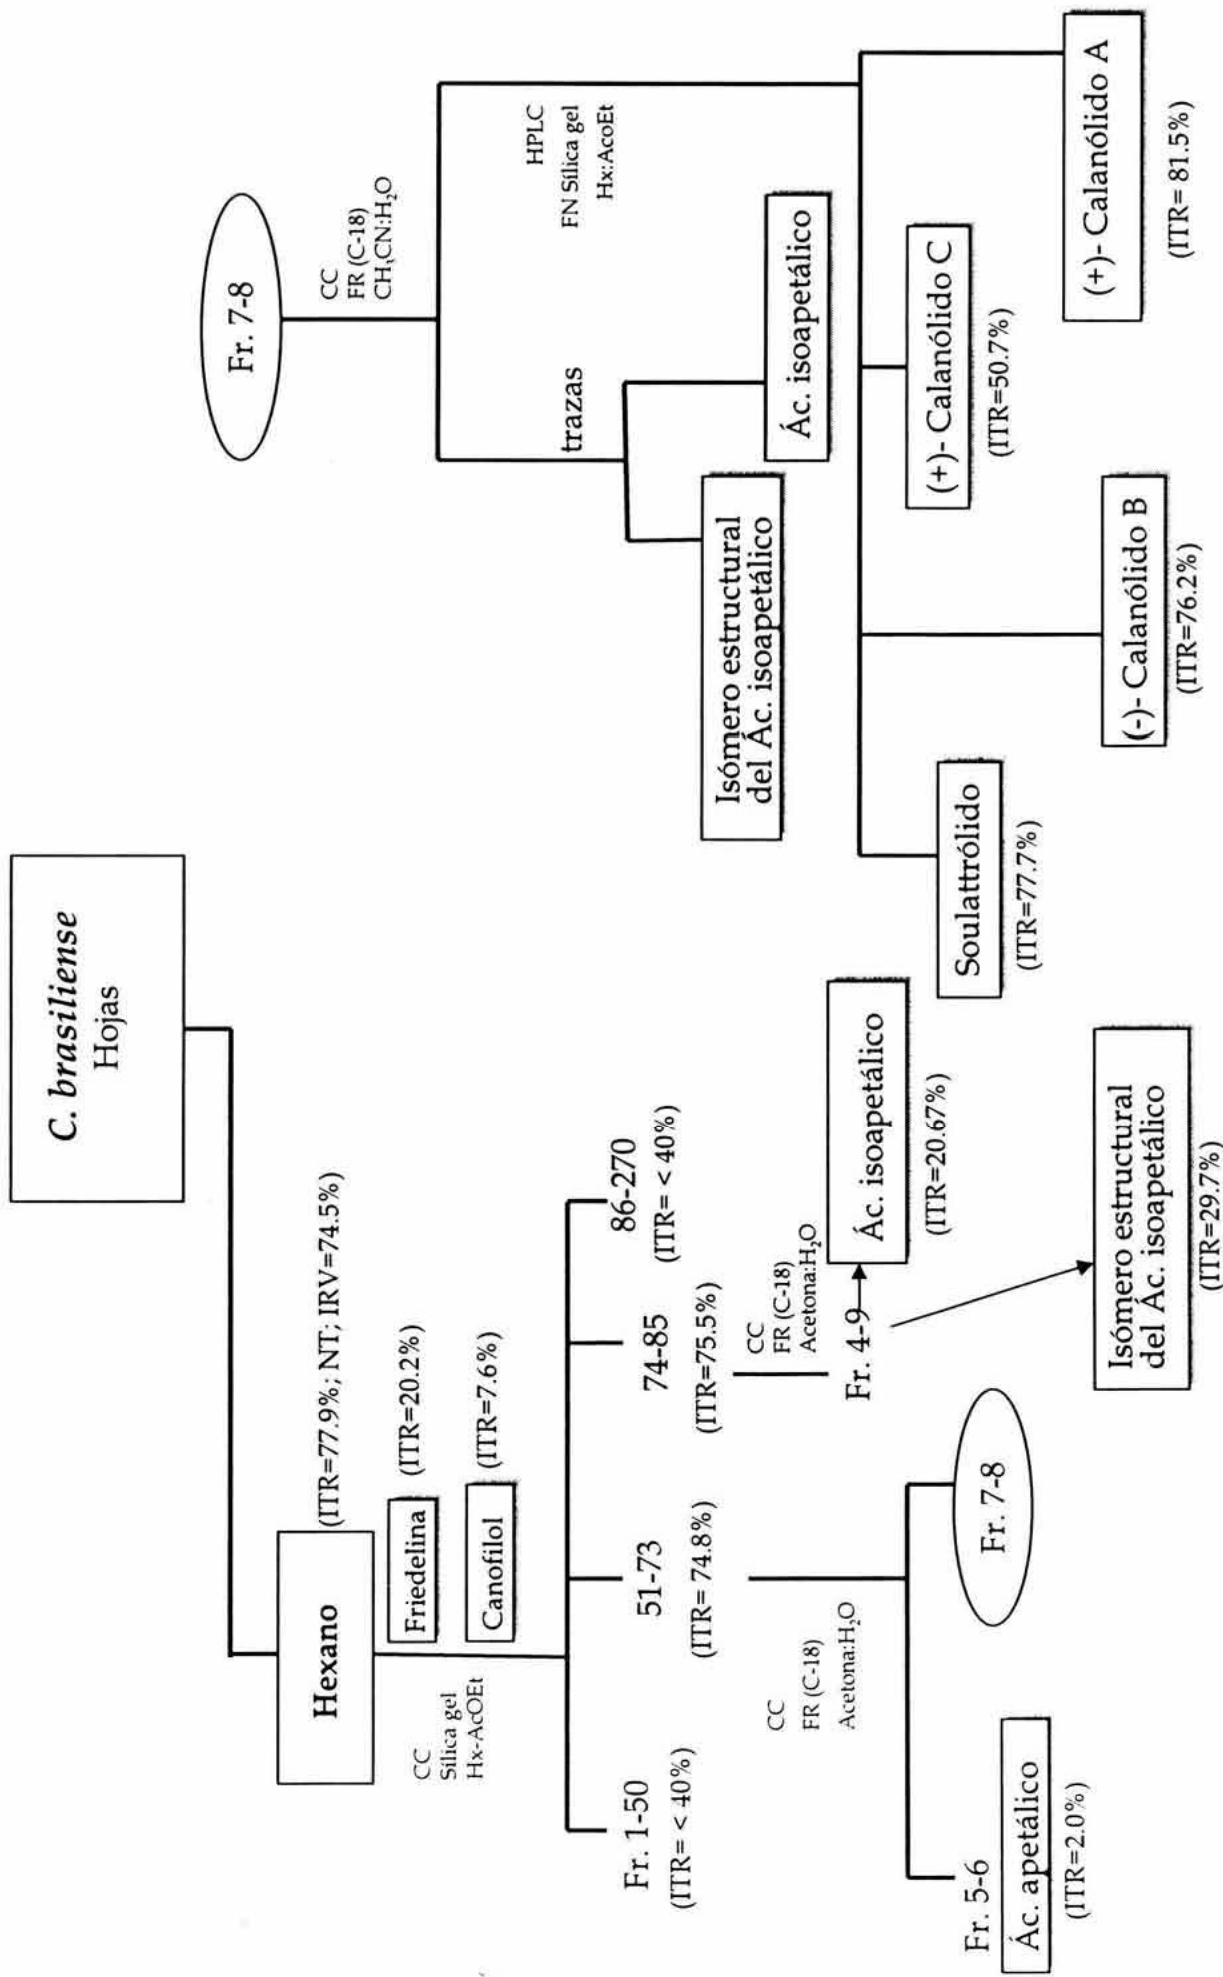 C. brasiliense
Hojas
Hexano
(ITR=77.9%; NT; IRV=74.5%)
CC
Sílica gel
Hx-AcOEt
Friedelina
(ITR=20.2%)
Canofilol
(ITR=7.6%)
Fr. 1-50
(ITR= < 40%)
51-73
(ITR= 74.8%)
74-85
(ITR=75.5%)
86-270
(ITR= < 40%)
CC
FR (C-18)
Acetona:H₂O
Fr. 5-6
Ác. apetálico
(ITR=2.0%)
Fr. 7-8
CC
FR (C-18)
Acetona:H₂O
Fr. 4-9
Ác. isoapetálico
(ITR=20.67%)
Isómero estructural
del Ác. isoapetálico
(ITR=29.7%)
Fr. 7-8
CC
FR (C-18)
CH₃CN:H₂O
trazas
Isómero estructural
del Ác. isoapetálico
Ác. isoapetálico
HPLC
FN Sílica gel
Hx:AcoEt
Soulattrólido
(ITR=77.7%)
(-)- Calanólido B
(ITR=76.2%)
(+)- Calanólido C
(ITR=50.7%)
(+)- Calanólido A
(ITR= 81.5%)